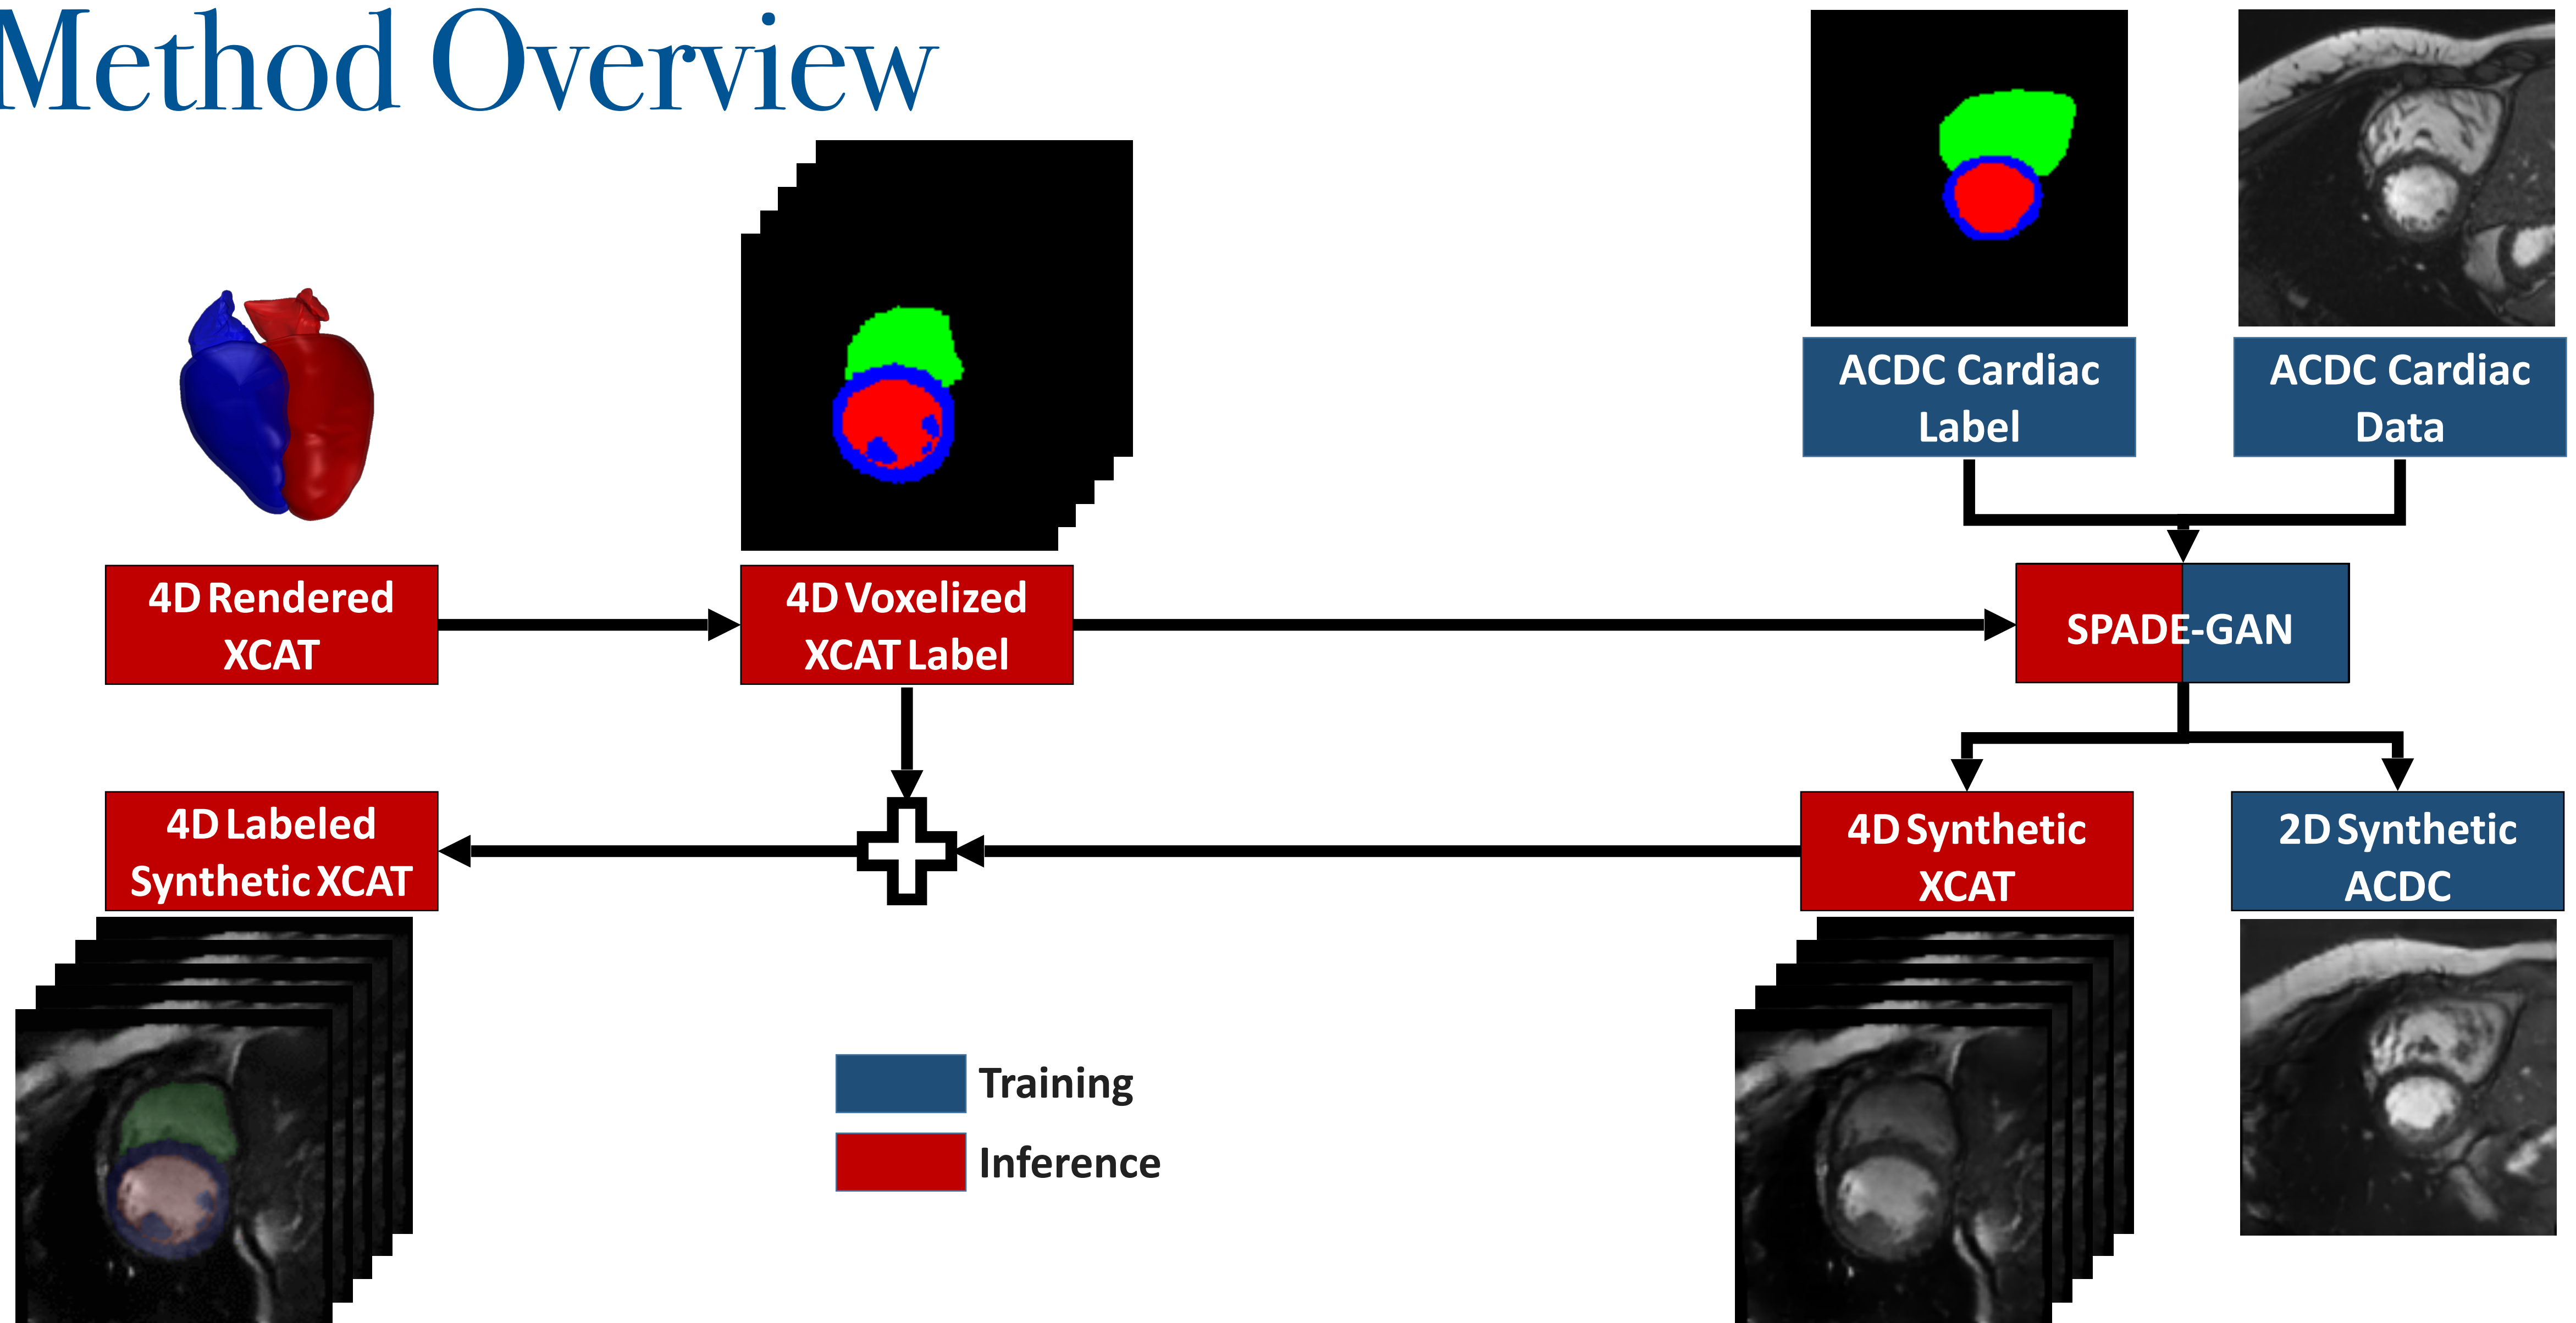 Method Overview
ACDC Cardiac
Label
ACDC Cardiac
Data
4D Rendered
XCAT
4D Voxelized
XCAT Label
SPADE-GAN
4D Labeled
Synthetic XCAT
4D Synthetic
XCAT
2D Synthetic
ACDC
Training
Inference